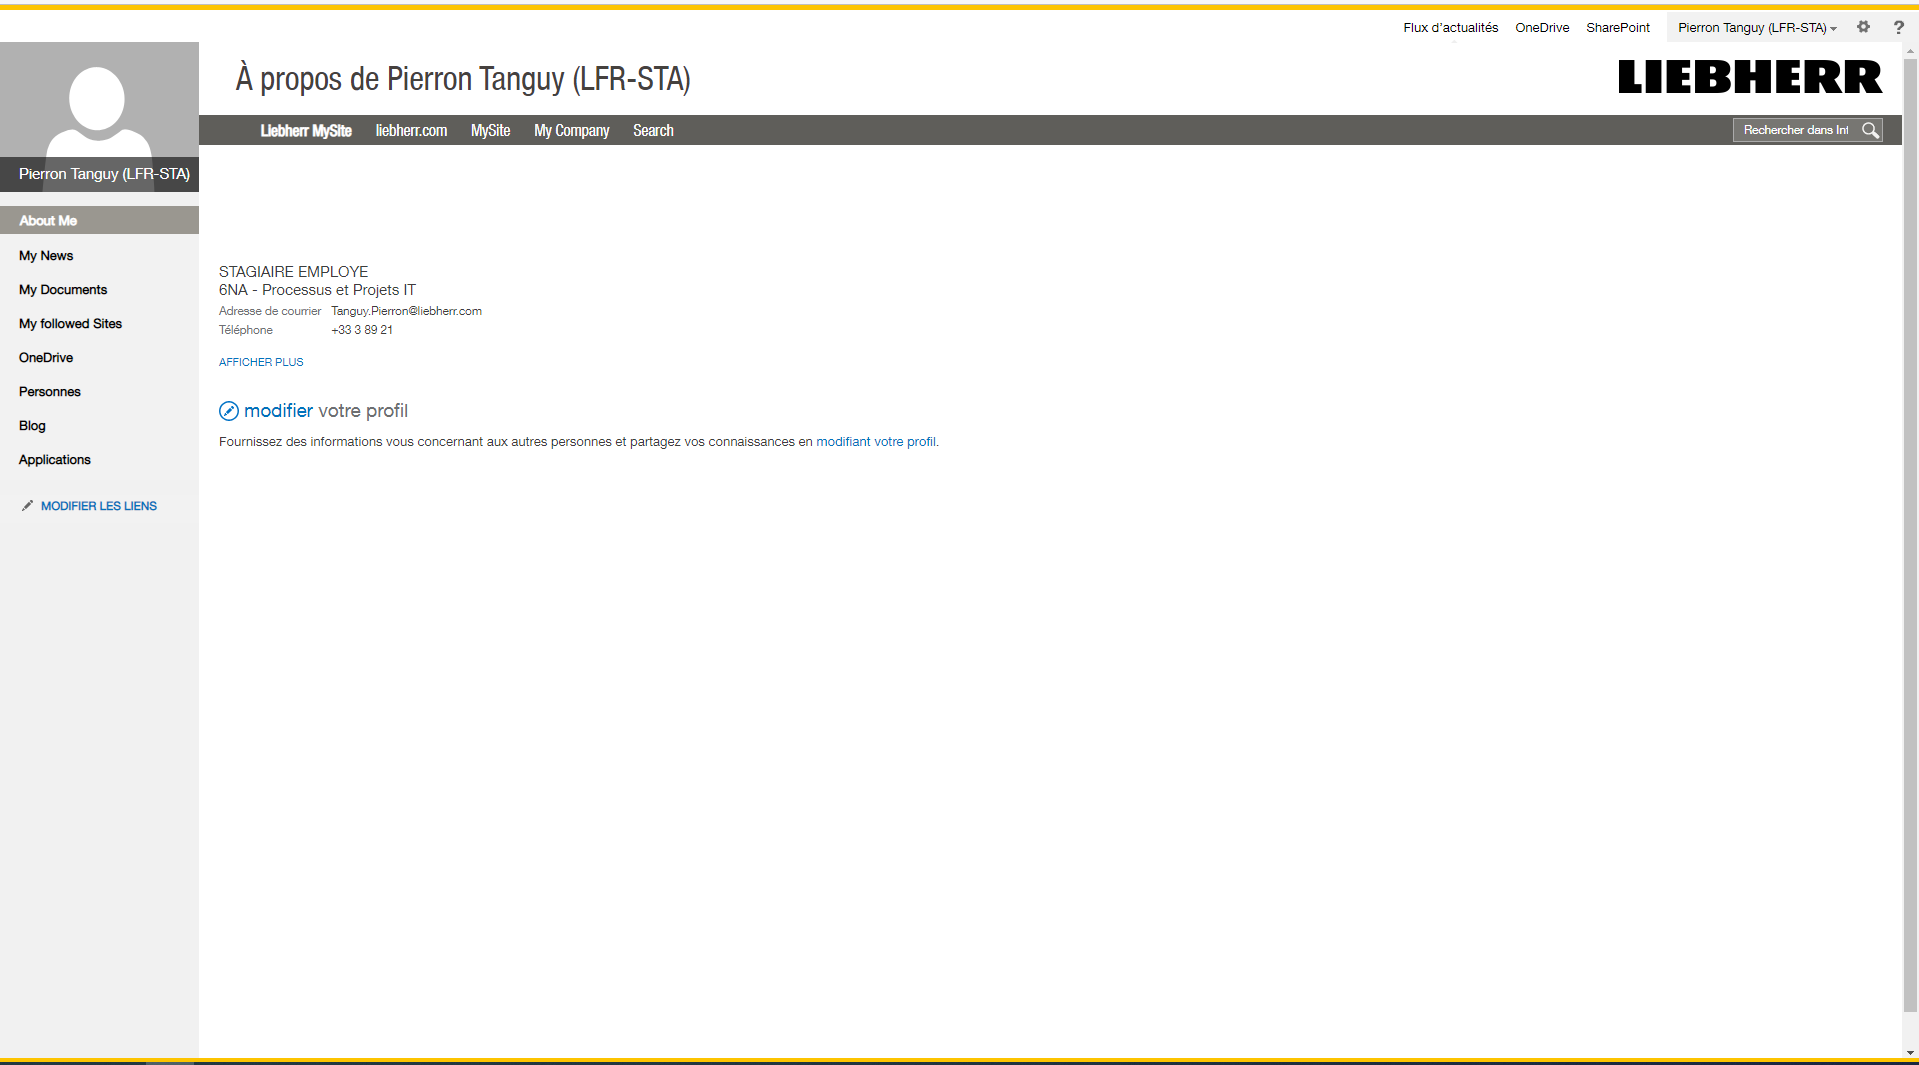 Flux d'actualités OneDrive SharePoint Pierron Tanguy (LFR-STA) ?
À propos de Pierron Tanguy (LFR-STA)
LIEBHERR
Liebherr MySite liebherr.com MySite My Company Search
Rechercher dans Int
Pierron Tanguy (LFR-STA)
About Me
My News
My Documents
My followed Sites
OneDrive
Personnes
Blog
Applications
MODIFIER LES LIENS
STAGIAIRE EMPLOYE
6NA - Processus et Projets IT
Adresse de courrier Tanguy.Pierron@liebherr.com
Téléphone +33 3 89 21
AFFICHER PLUS
modifier votre profil
Fournissez des informations vous concernant aux autres personnes et partagez vos connaissances en modifiant votre profil.